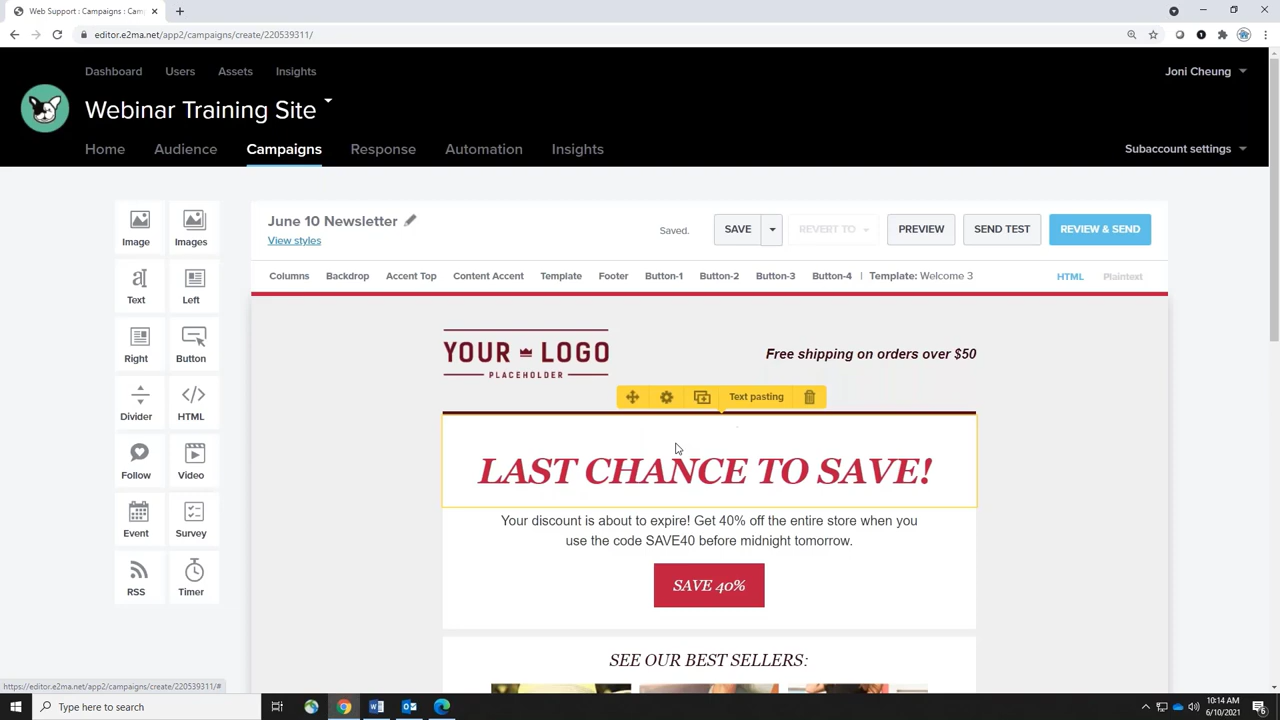 Web Support : Campaigns : Cam
editor.e2ma.net/app2/campaigns/create/220539311/
Dashboard Users Assets Insights
Joni Cheung
Webinar Training Site
Home Audience Campaigns Response Automation Insights
Subaccount settings
June 10 Newsletter
View styles
Saved.
SAVE
REVERT TO
PREVIEW
SEND TEST
REVIEW & SEND
Columns Backdrop Accent Top Content Accent Template Footer Button-1 Button-2 Button-3 Button-4 | Template: Welcome 3
HTML Plaintext
Image Images
Text Left
Right Button
Divider HTML
Follow Video
Event Survey
RSS Timer
YOUR LOGO
PLACEHOLDER
Free shipping on orders over $50
Text pasting
LAST CHANCE TO SAVE!
Your discount is about to expire! Get 40% off the entire store when you
use the code SAVE40 before midnight tomorrow.
SAVE 40%
SEE OUR BEST SELLERS:
https://editor.e2ma.net/app2/campaigns/create/220539311/#
Type here to search
10:14 AM
6/10/2021